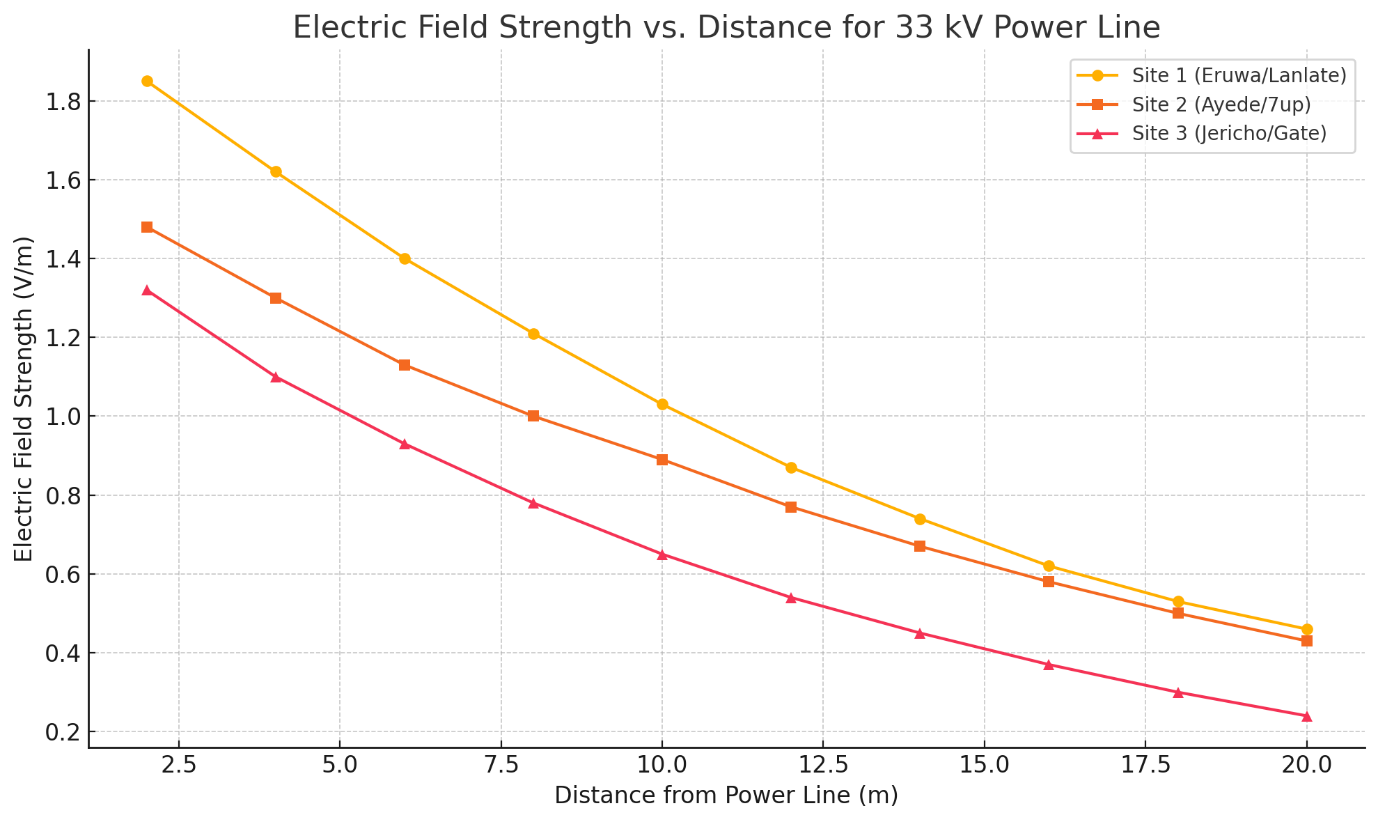 Electric Field Strength vs. Distance for 33 kV Power Line
Site 1 (Eruwa/Lanlate)
Site 2 (Ayede/7up)
Site 3 (Jericho/Gate)
Electric Field Strength (V/m)
1.8
1.6
1.4
1.2
1.0
0.8
0.6
0.4
0.2
2.5 5.0 7.5 10.0 12.5 15.0 17.5 20.0
Distance from Power Line (m)